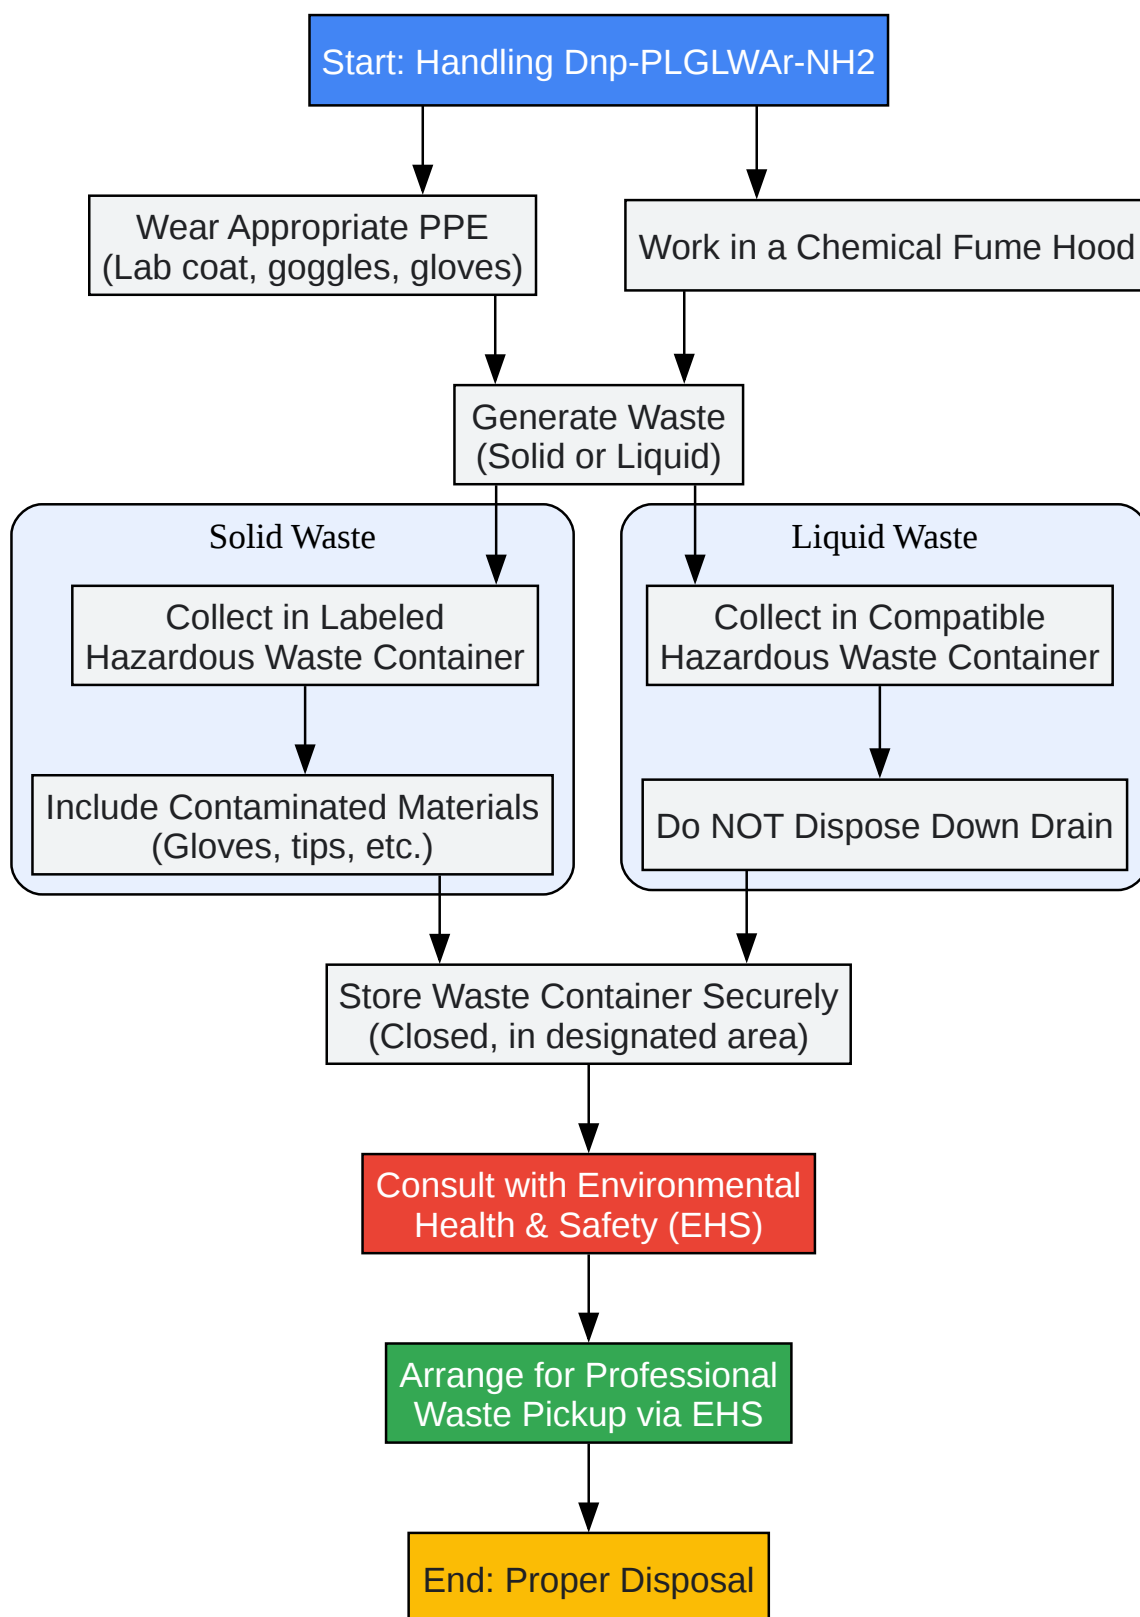 Start: Handling Dnp-PLGLWAr-NH2
Wear Appropriate PPE
(Lab coat, goggles, gloves)
Work in a Chemical Fume Hood
Generate Waste
(Solid or Liquid)
Solid Waste
Collect in Labeled
Hazardous Waste Container
Include Contaminated Materials
(Gloves, tips, etc.)
Liquid Waste
Collect in Compatible
Hazardous Waste Container
Do NOT Dispose Down Drain
Store Waste Container Securely
(Closed, in designated area)
Consult with Environmental
Health & Safety (EHS)
Arrange for Professional
Waste Pickup via EHS
End: Proper Disposal